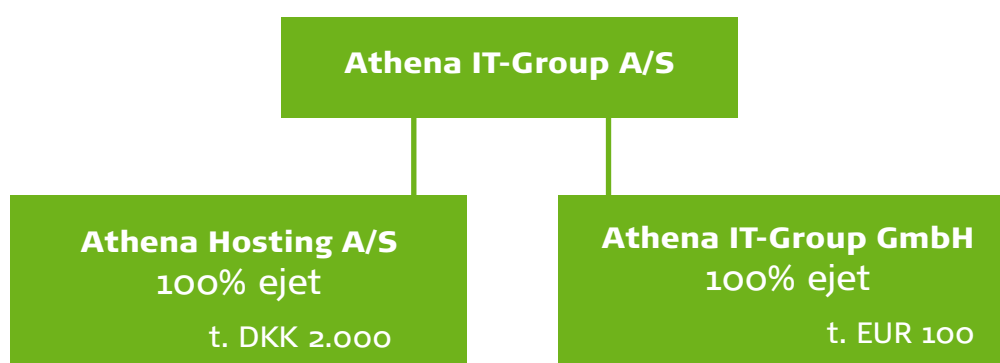 Athena IT-Group A/S
Athena Hosting A/S
100% ejet
t. DKK 2.000
Athena IT-Group GmbH
100% ejet
t. EUR 100